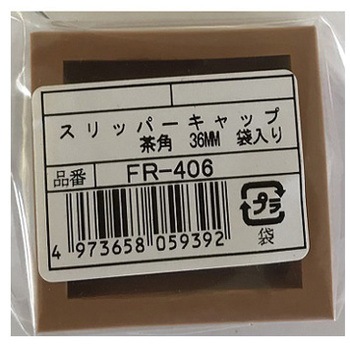 スリッパーキャップ
茶角 36MM 袋入り
品番 FR-406
プラ
4 973658 059392
袋